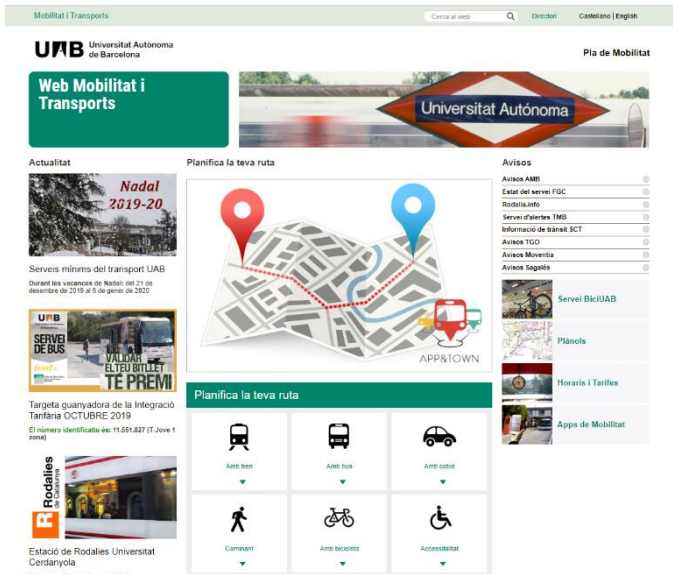 Mobilitat i Transports
Cerca al web
Directori
Castellano | English
UAB Universitat Autònoma
de Barcelona
Pla de Mobilitat
Web Mobilitat i
Transports
Universitat Autónoma
Actualitat
Nadal
2019-20
Serveis mínims del transport UAB
Durant les vacances de Nadal: del 21 de
desembre de 2019 al 6 de gener de 2020
UAB
SERVEI
DE BUS
VALIDAR
EL TEU BITLLET
TÉ PREMI
Targeta guanyadora de la Integració
Tarifària OCTUBRE 2019
El número identificatiu és: 11.551.827 (T-Jove 1
zona)
Rodalies
de Catalunya
Estació de Rodalies Universitat
Cerdanyola
Planifica la teva ruta
APP&TOWN
Planifica la teva ruta
Amb tren
Amb bus
Amb cotxe
Caminant
Amb bicicleta
Accessibilitat
Avisos
Avisos AMB
Estat del servei FGC
Rodalia.info
Servei d'alertes TMB
Informació de trànsit SCT
Avisos TGO
Avisos Moventia
Avisos Sagalés
Servei BiciUAB
Plànols
Horaris i Tarifes
Apps de Mobilitat